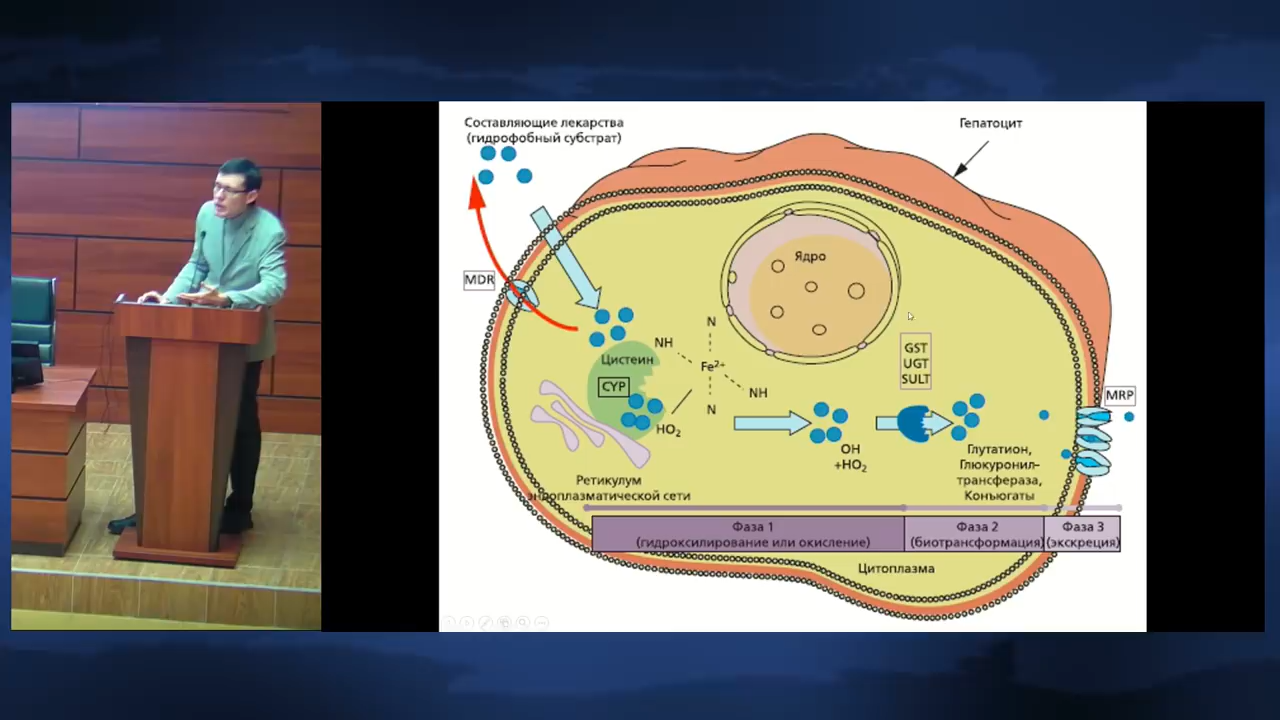 Составляющие лекарства
(гидрофобный субстрат)
Гепатоцит
Ядро
MDR
N
NH
Цистеин
Fe²⁺
CYP
NH
N
HO₂
GST
UGT
SULT
MRP
OH
+HO₂
Глутатион,
Глюкуронил-
трансфераза,
Конъюгаты
Ретикулум
эндоплазматической сети
Фаза 1
(гидроксилирование или окисление)
Фаза 2
(биотрансформация)
Фаза 3
(экскреция)
Цитоплазма